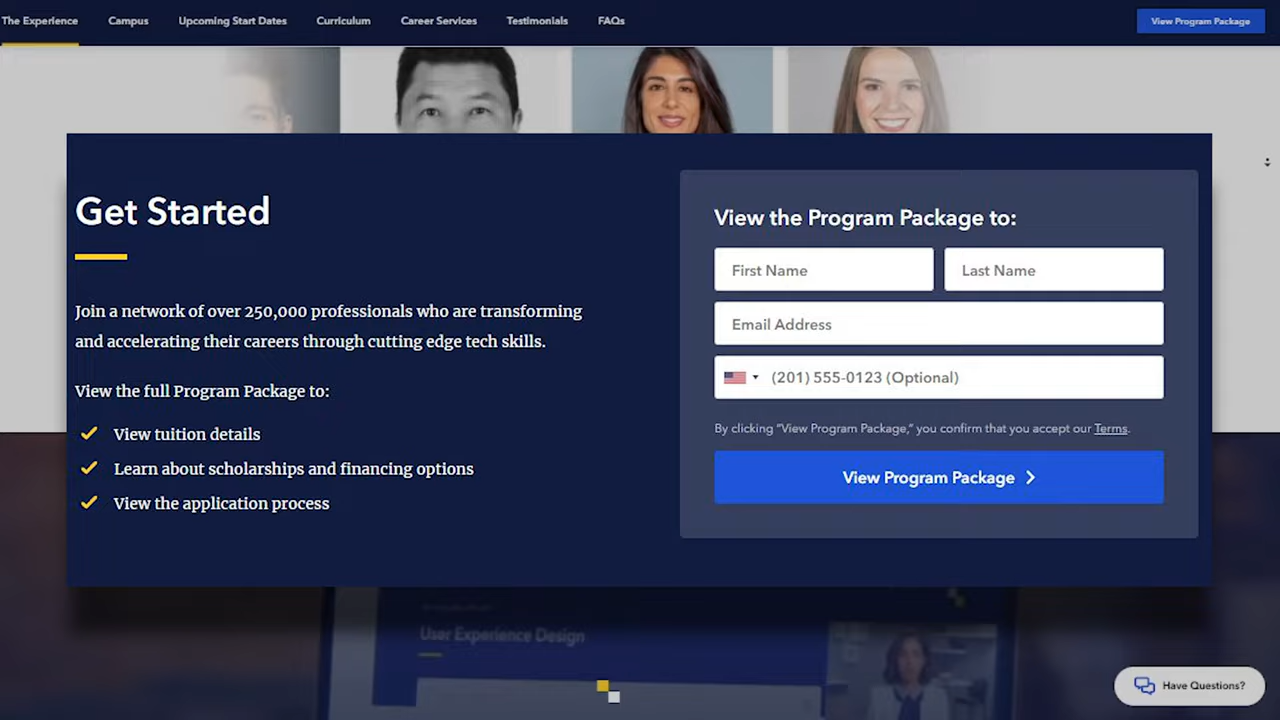 The Experience
Campus
Upcoming Start Dates
Curriculum
Career Services
Testimonials
FAQs
View Program Package
Get Started
Join a network of over 250,000 professionals who are transforming
and accelerating their careers through cutting edge tech skills.
View the full Program Package to:
View tuition details
Learn about scholarships and financing options
View the application process
View the Program Package to:
First Name
Last Name
Email Address
(201) 555-0123 (Optional)
By clicking “View Program Package,” you confirm that you accept our Terms.
View Program Package
User Experience Design
Have Questions?